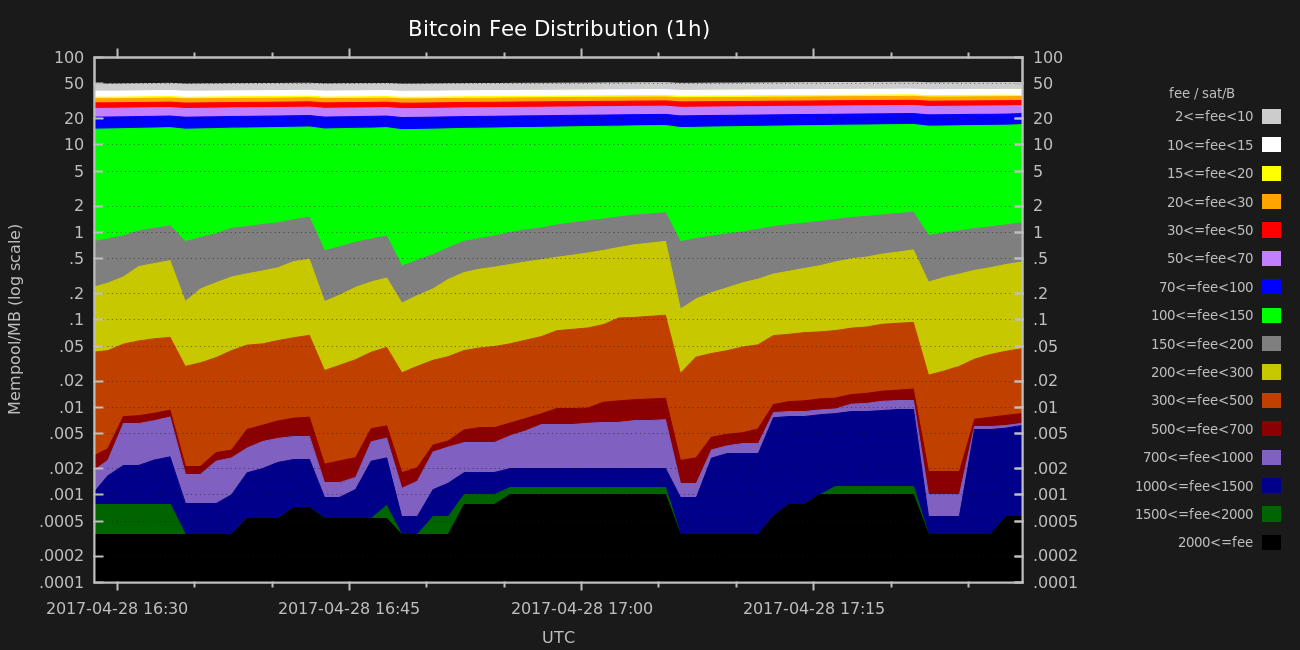 Bitcoin Fee Distribution (1h)
100
50
20
10
5
2
1
.5
.2
.1
.05
.02
.01
.005
.002
.001
.0005
.0002
.0001
Mempool/MB (log scale)
100
50
20
10
5
2
1
.5
.2
.1
.05
.02
.01
.005
.002
.001
.0005
.0002
.0001
2017-04-28 16:30
2017-04-28 16:45
2017-04-28 17:00
2017-04-28 17:15
UTC
fee / sat/B
2<=fee<10
10<=fee<15
15<=fee<20
20<=fee<30
30<=fee<50
50<=fee<70
70<=fee<100
100<=fee<150
150<=fee<200
200<=fee<300
300<=fee<500
500<=fee<700
700<=fee<1000
1000<=fee<1500
1500<=fee<2000
2000<=fee